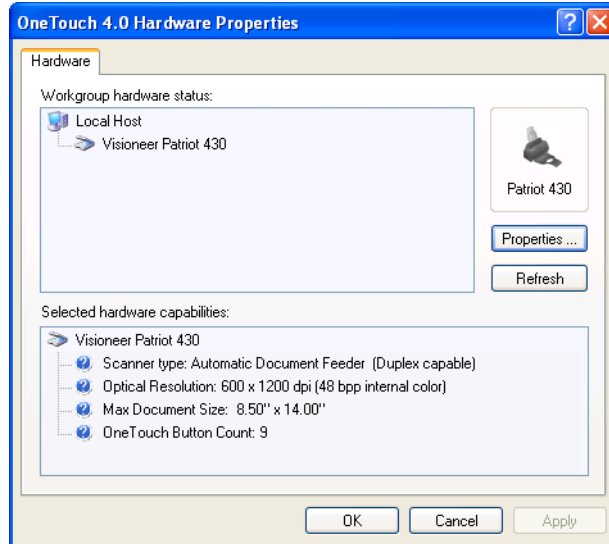 OneTouch 4.0 Hardware Properties
Hardware
Workgroup hardware status:
Local Host
Visioneer Patriot 430
Patriot 430
Properties ...
Refresh
Selected hardware capabilities:
Visioneer Patriot 430
Scanner type: Automatic Document Feeder (Duplex capable)
Optical Resolution: 600 x 1200 dpi (48 bpp internal color)
Max Document Size: 8.50'' x 14.00''
OneTouch Button Count: 9
OK Cancel Apply